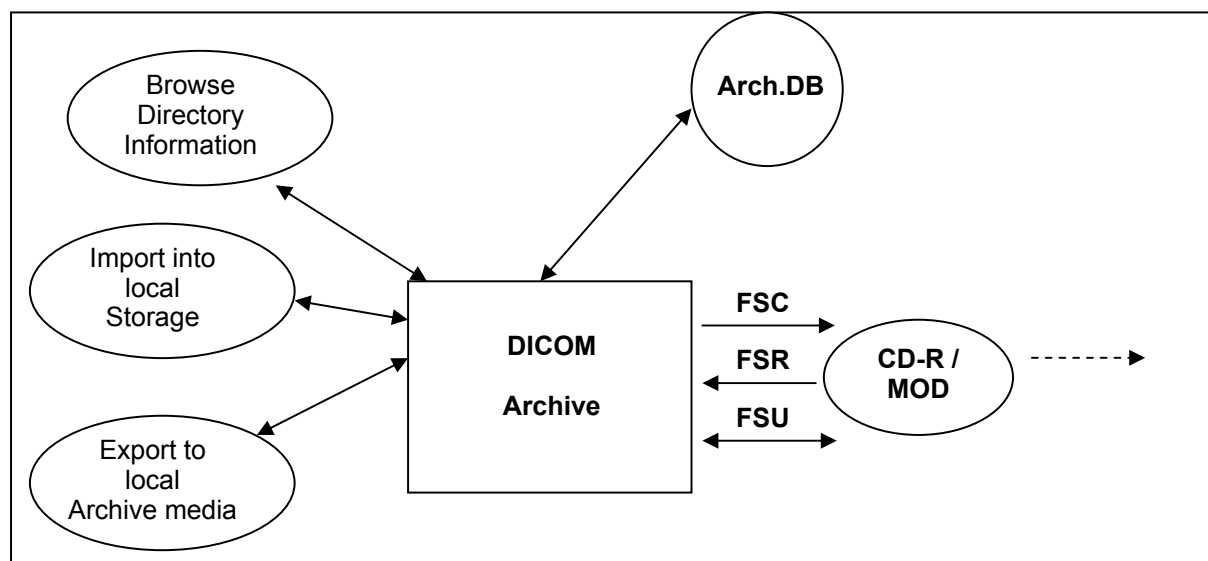 Browse
Directory
Information
Arch.DB
Import into
local
Storage
DICOM
Archive
FSC
FSR
FSU
CD-R /
MOD
Export to
local
Archive media